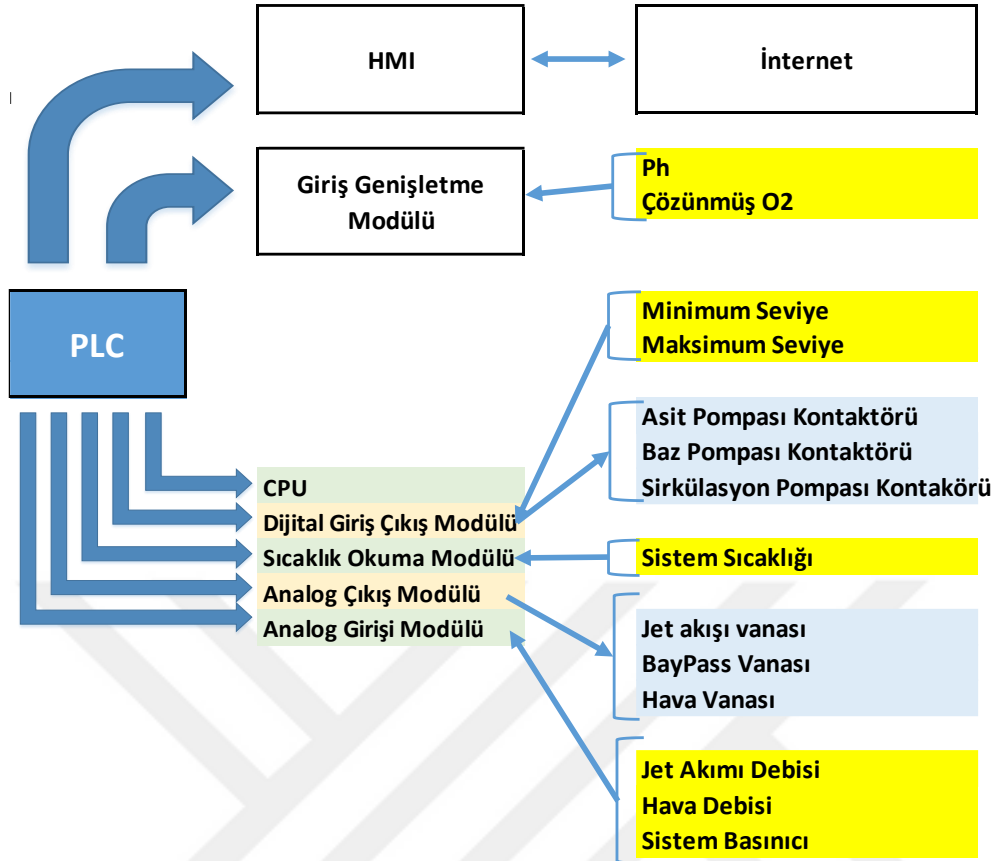 HMI
İnternet
Giriş Genişletme
Modülü
Ph
Çözünmüş O2
PLC
Minimum Seviye
Maksimum Seviye
Asit Pompası Kontaktörü
Baz Pompası Kontaktörü
Sirkülasyon Pompası Kontakörü
CPU
Dijital Giriş Çıkış Modülü
Sıcaklık Okuma Modülü
Analog Çıkış Modülü
Analog Girişi Modülü
Sistem Sıcaklığı
Jet akışı vanası
BayPass Vanası
Hava Vanası
Jet Akımı Debisi
Hava Debisi
Sistem Basınıcı